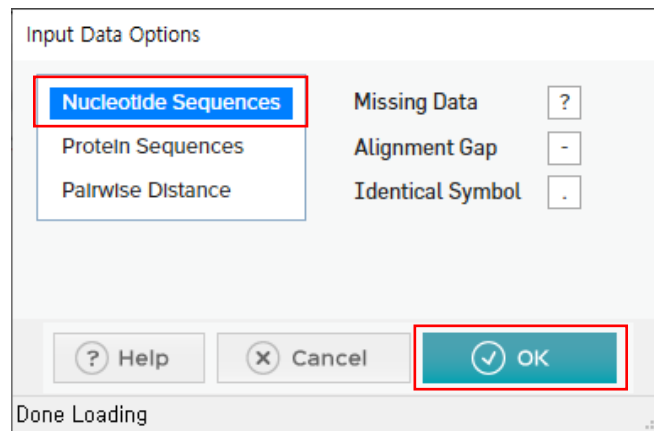 Input Data Options
Nucleotide Sequences
Missing Data ?
Protein Sequences
Alignment Gap -
Pairwise Distance
Identical Symbol .
? Help
Cancel
OK
Done Loading